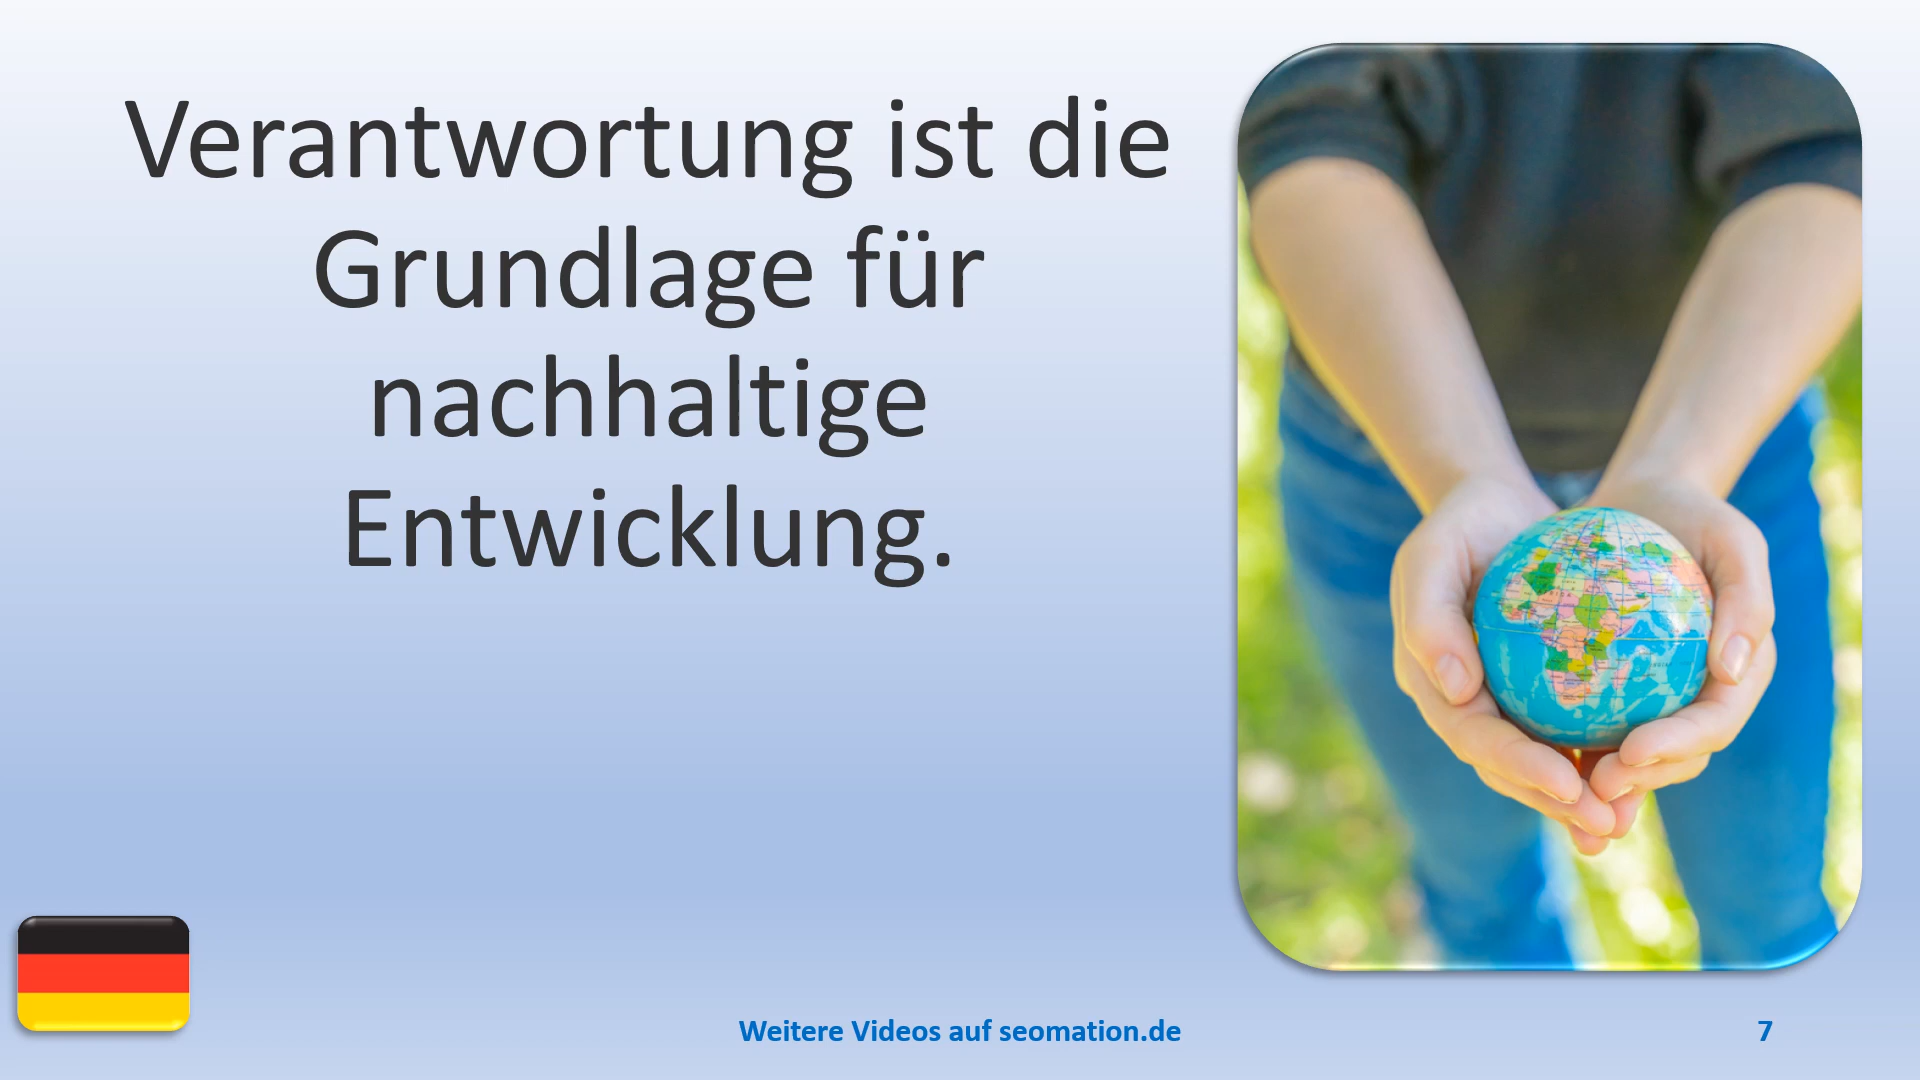 Verantwortung ist die
Grundlage für
nachhaltige
Entwicklung.
Weitere Videos auf seomation.de
7